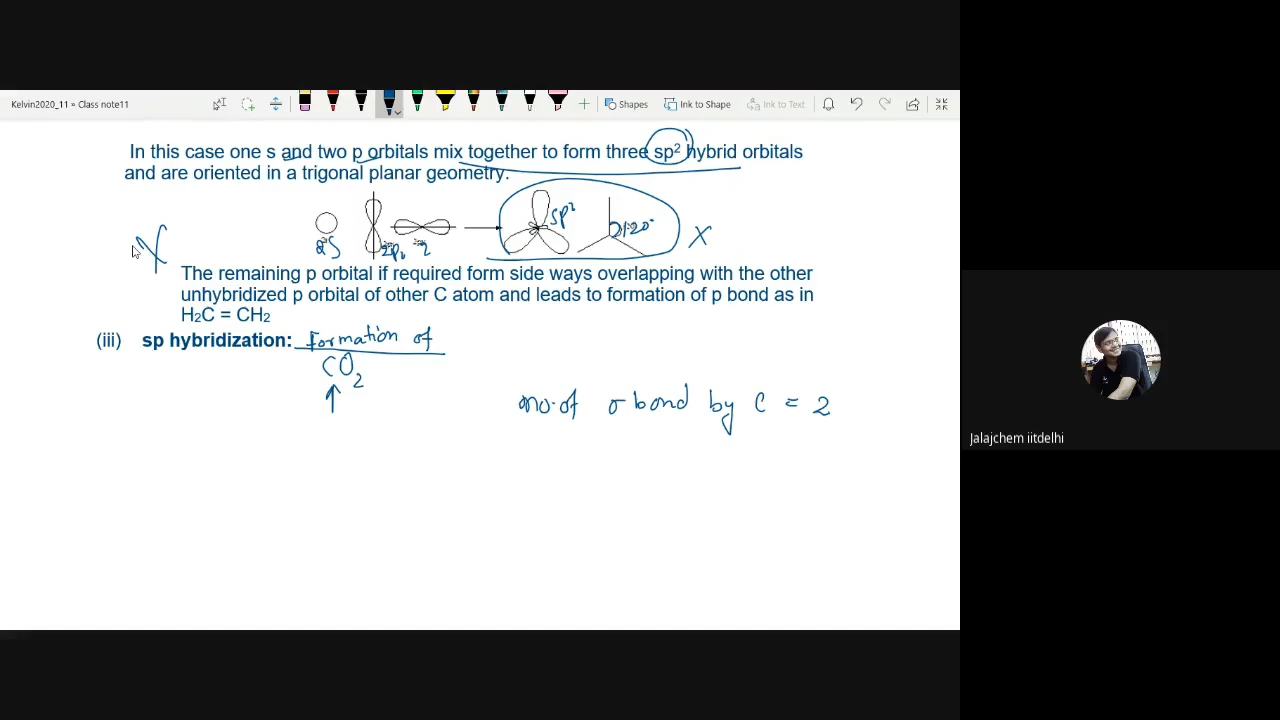 Kelvin2020_11 » Class note11
Shapes
Ink to Shape
Ink to Text
In this case one s and two p orbitals mix together to form three sp² hybrid orbitals
and are oriented in a trigonal planar geometry.
sp²
120°
2S
X
The remaining p orbital if required form side ways overlapping with the other
unhybridized p orbital of other C atom and leads to formation of p bond as in
H₂C = CH₂
(iii) sp hybridization: Formation of
CO₂
no. of σ bond by C = 2
Jalajchem iitdelhi